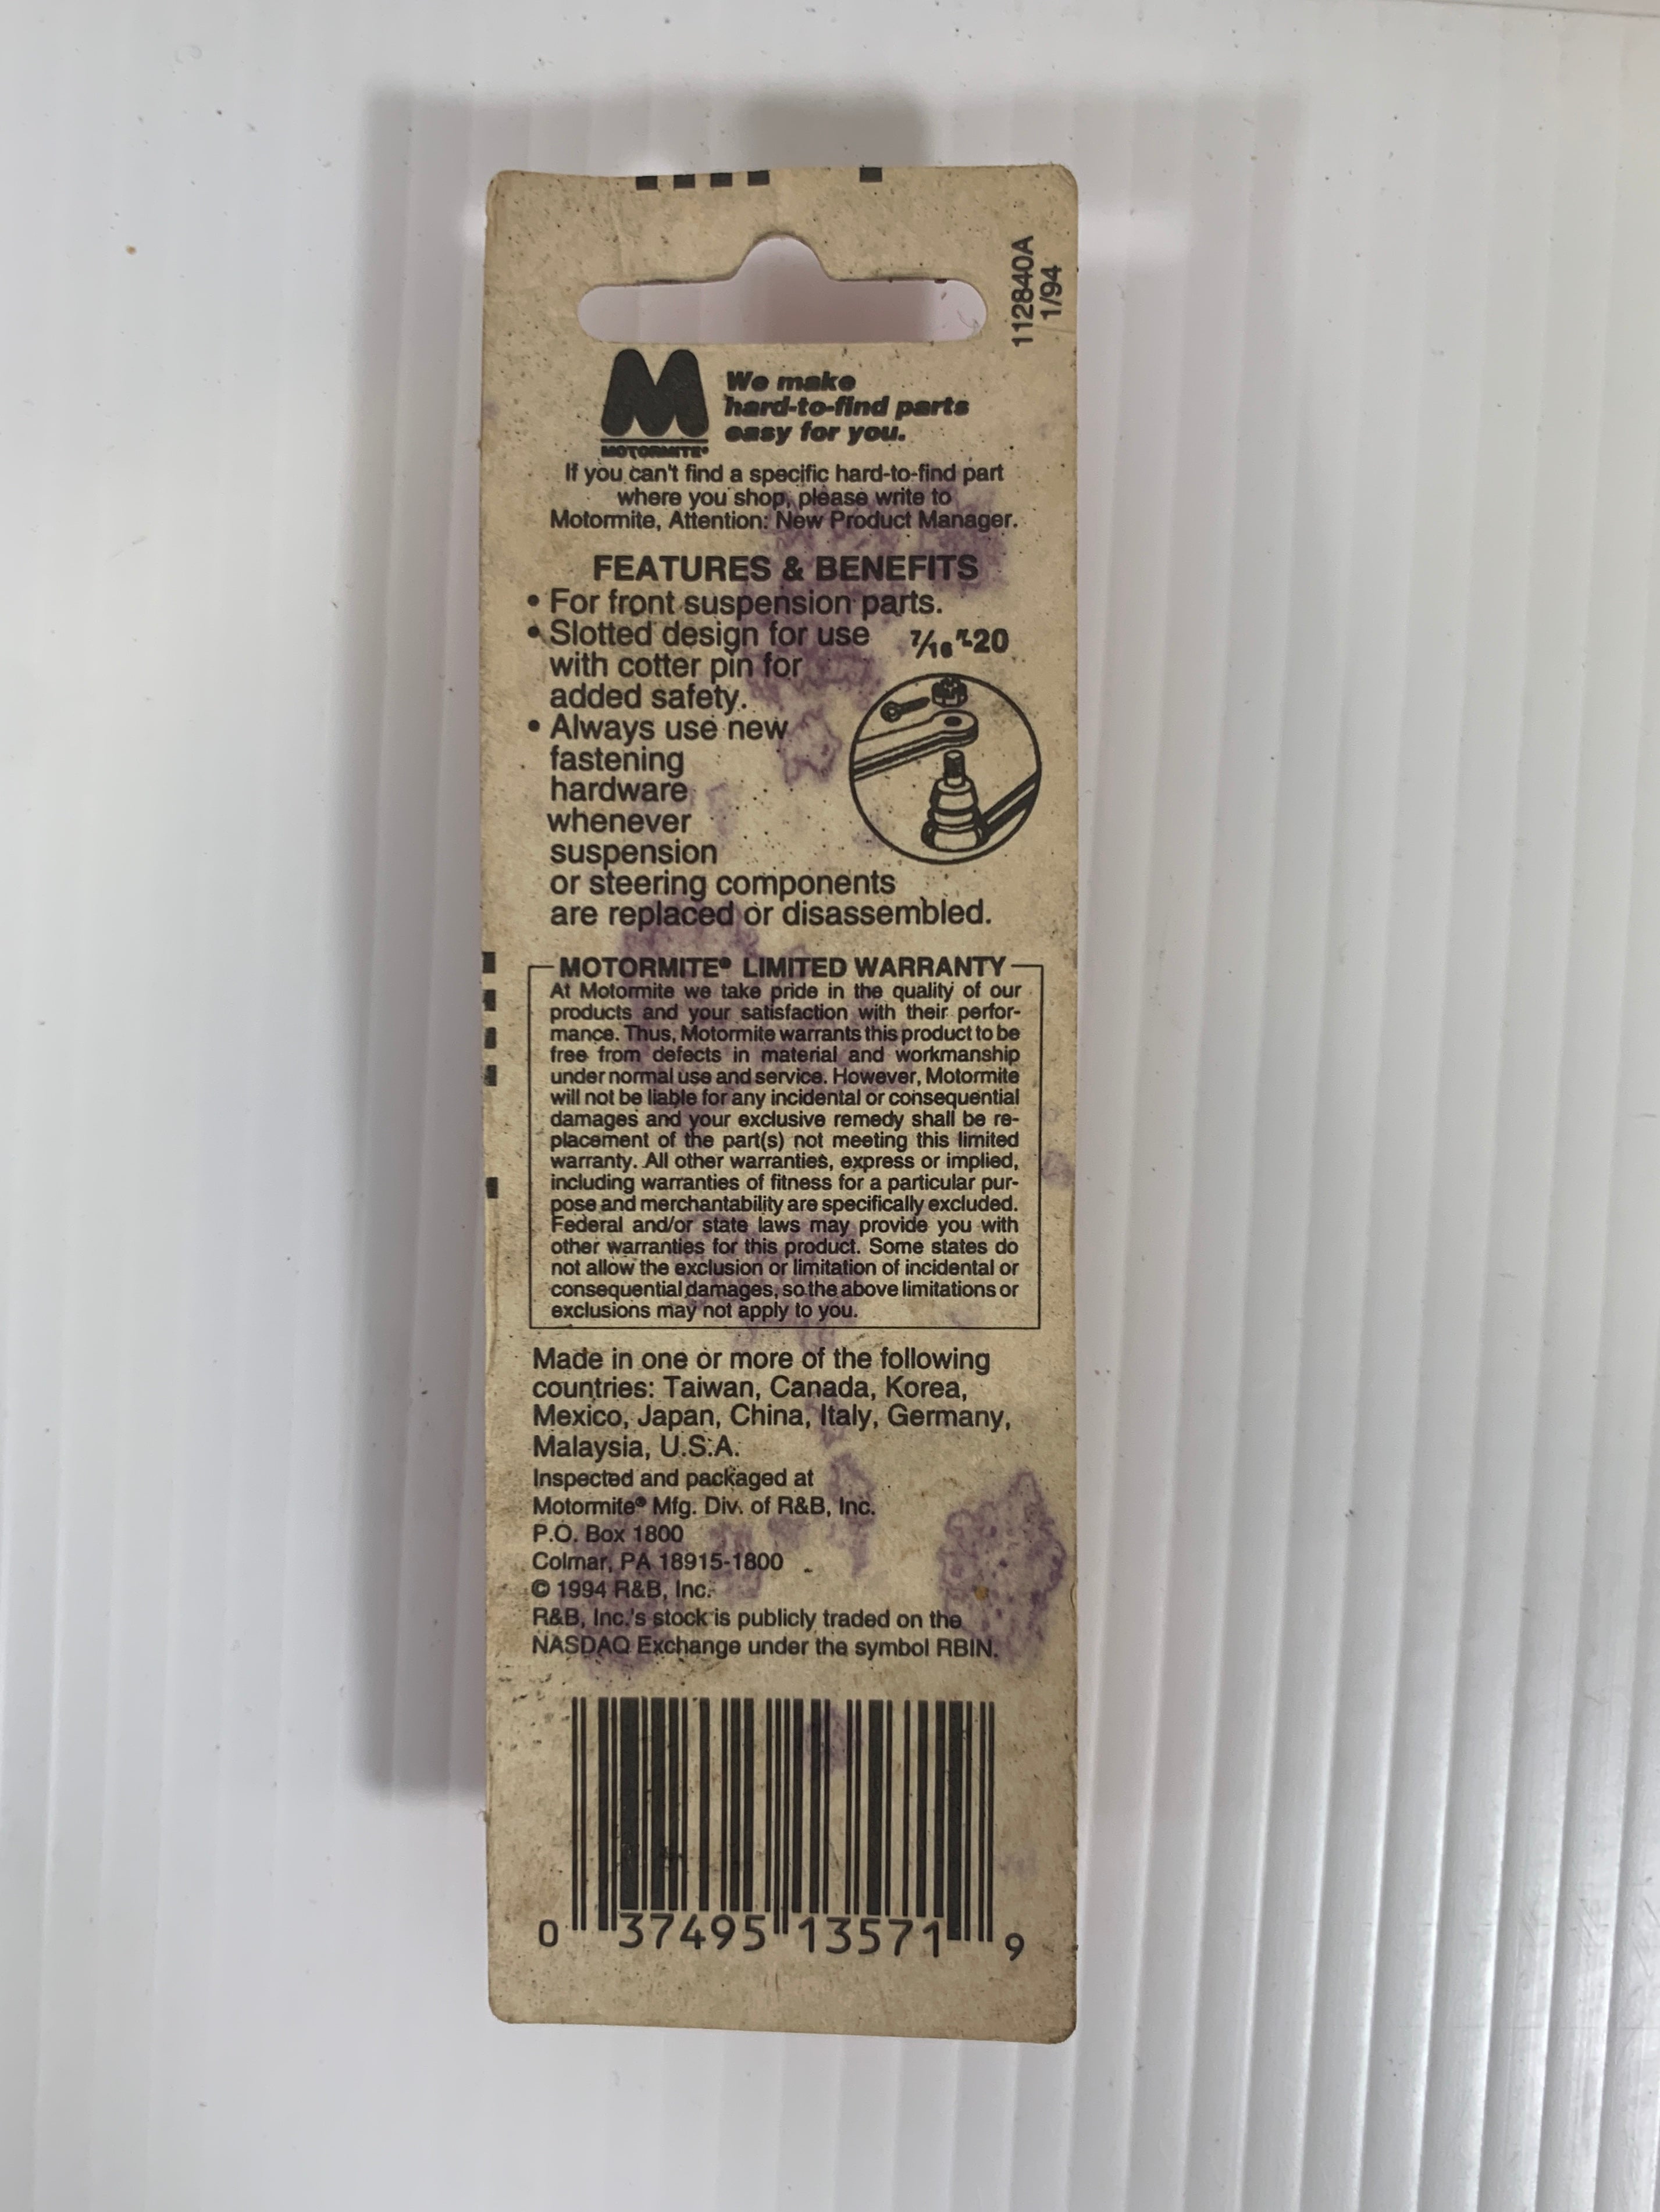 112840A
1/94
M
MOTORMITE®
We make
hard-to-find parts
easy for you.
If you can't find a specific hard-to-find part
where you shop, please write to
Motormite, Attention: New Product Manager.
FEATURES & BENEFITS
• For front suspension parts.
• Slotted design for use
with cotter pin for
added safety.
7/16"-20
• Always use new
fastening
hardware
whenever
suspension
or steering components
are replaced or disassembled.
MOTORMITE® LIMITED WARRANTY
At Motormite we take pride in the quality of our
products and your satisfaction with their perfor-
mance. Thus, Motormite warrants this product to be
free from defects in material and workmanship
under normal use and service. However, Motormite
will not be liable for any incidental or consequential
damages and your exclusive remedy shall be re-
placement of the part(s) not meeting this limited
warranty. All other warranties, express or implied,
including warranties of fitness for a particular pur-
pose and merchantability are specifically excluded.
Federal and/or state laws may provide you with
other warranties for this product. Some states do
not allow the exclusion or limitation of incidental or
consequential damages, so the above limitations or
exclusions may not apply to you.
Made in one or more of the following
countries: Taiwan, Canada, Korea,
Mexico, Japan, China, Italy, Germany,
Malaysia, U.S.A.
Inspected and packaged at
Motormite® Mfg. Div. of R&B, Inc.
P.O. Box 1800
Colmar, PA 18915-1800
© 1994 R&B, Inc.
R&B, Inc.'s stock is publicly traded on the
NASDAQ Exchange under the symbol RBIN.
0 37495 13571 9